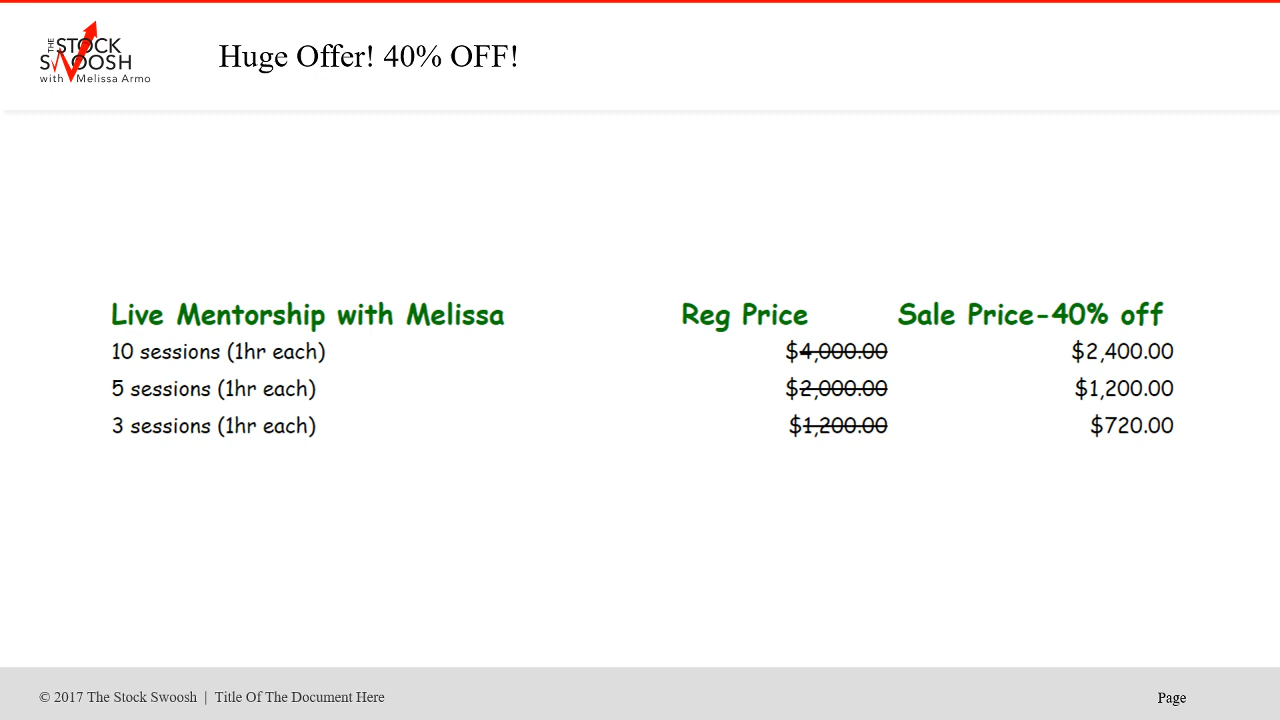 THE STOCK
SWOOSH
with Melissa Armo
Huge Offer! 40% OFF!
Live Mentorship with Melissa Reg Price Sale Price-40% off
10 sessions (1hr each) $4,000.00 $2,400.00
5 sessions (1hr each) $2,000.00 $1,200.00
3 sessions (1hr each) $1,200.00 $720.00
© 2017 The Stock Swoosh | Title Of The Document Here Page